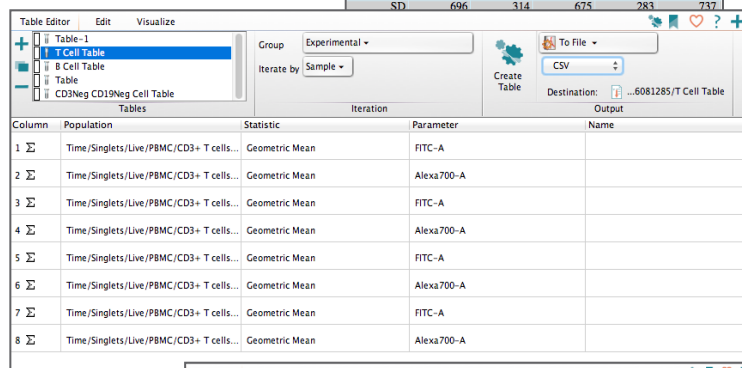 SD 696 314 675 283 737
Table Editor Edit Visualize
Table-1
T Cell Table
B Cell Table
Table
CD3Neg CD19Neg Cell Table
Tables
Group Experimental
Iterate by Sample
Iteration
Create
Table
To File
CSV
Destination: ...6081285/T Cell Table
Output
Column Population Statistic Parameter Name
1 Σ Time/Singlets/Live/PBMC/CD3+ T cells... Geometric Mean FITC-A
2 Σ Time/Singlets/Live/PBMC/CD3+ T cells... Geometric Mean Alexa700-A
3 Σ Time/Singlets/Live/PBMC/CD3+ T cells... Geometric Mean FITC-A
4 Σ Time/Singlets/Live/PBMC/CD3+ T cells... Geometric Mean Alexa700-A
5 Σ Time/Singlets/Live/PBMC/CD3+ T cells... Geometric Mean FITC-A
6 Σ Time/Singlets/Live/PBMC/CD3+ T cells... Geometric Mean Alexa700-A
7 Σ Time/Singlets/Live/PBMC/CD3+ T cells... Geometric Mean FITC-A
8 Σ Time/Singlets/Live/PBMC/CD3+ T cells... Geometric Mean Alexa700-A